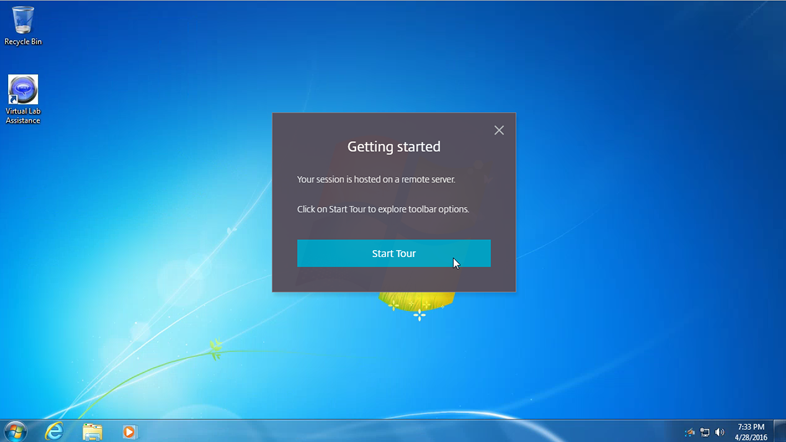 Recycle Bin
Virtual Lab
Assistance
Getting started
Your session is hosted on a remote server.
Click on Start Tour to explore toolbar options.
Start Tour
7:33 PM
4/28/2016